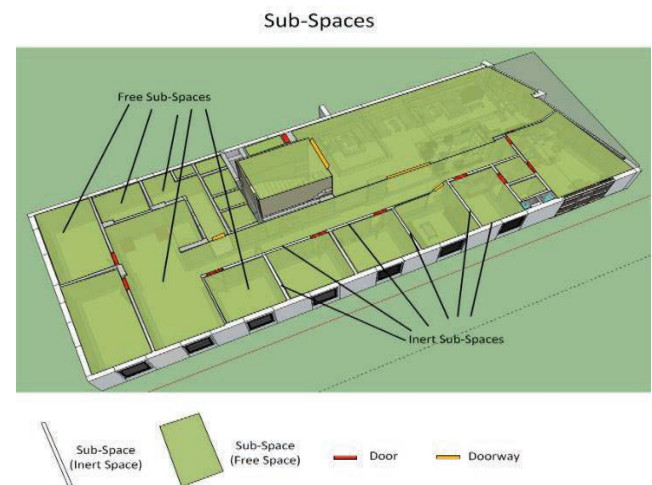 Sub-Spaces
Free Sub-Spaces
Inert Sub-Spaces
Sub-Space
(Inert Space)
Sub-Space
(Free Space)
Door
Doorway